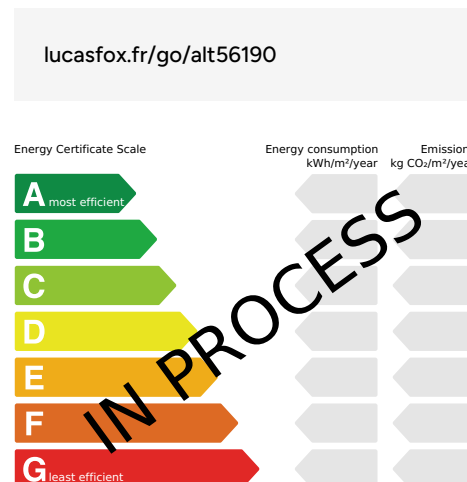 lucasfox.fr/go/alt56190
Energy Certificate Scale
Energy consumption
kWh/m²/year
Emission
kg CO₂/m²/yea
A most efficient
B
C
D
E
F
G least efficient
IN PROCESS